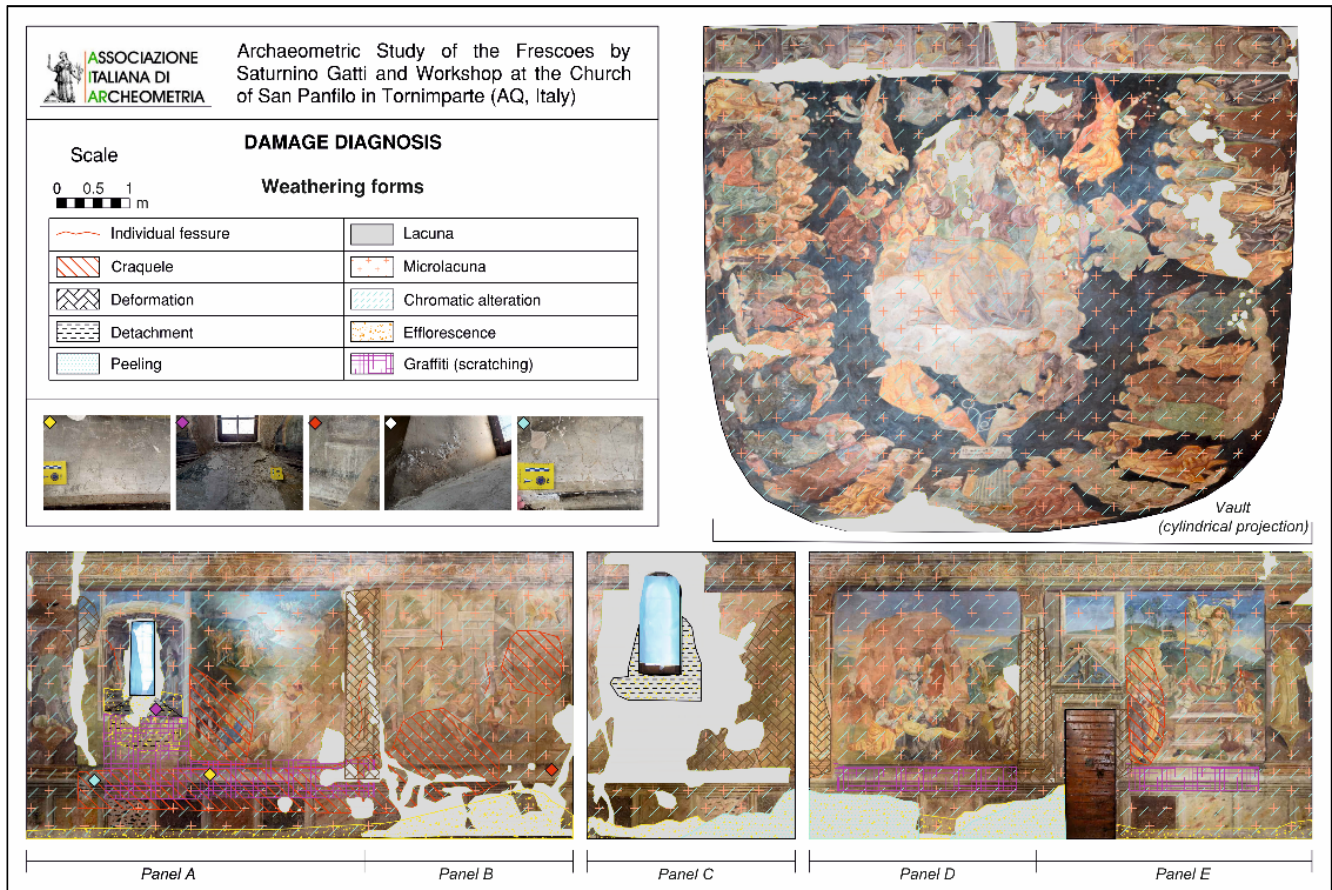 ASSOCIAZIONE
ITALIANA DI
ARCHEOMETRIA
Archaeometric Study of the Frescoes by
Saturnino Gatti and Workshop at the Church
of San Panfilo in Tornimparte (AQ, Italy)
DAMAGE DIAGNOSIS
Scale
Weathering forms
0 0.5 1
m
Individual fessure
Lacuna
Craquele
Microlacuna
Deformation
Chromatic alteration
Detachment
Efflorescence
Peeling
Graffiti (scratching)
Vault
(cylindrical projection)
Panel A
Panel B
Panel C
Panel D
Panel E